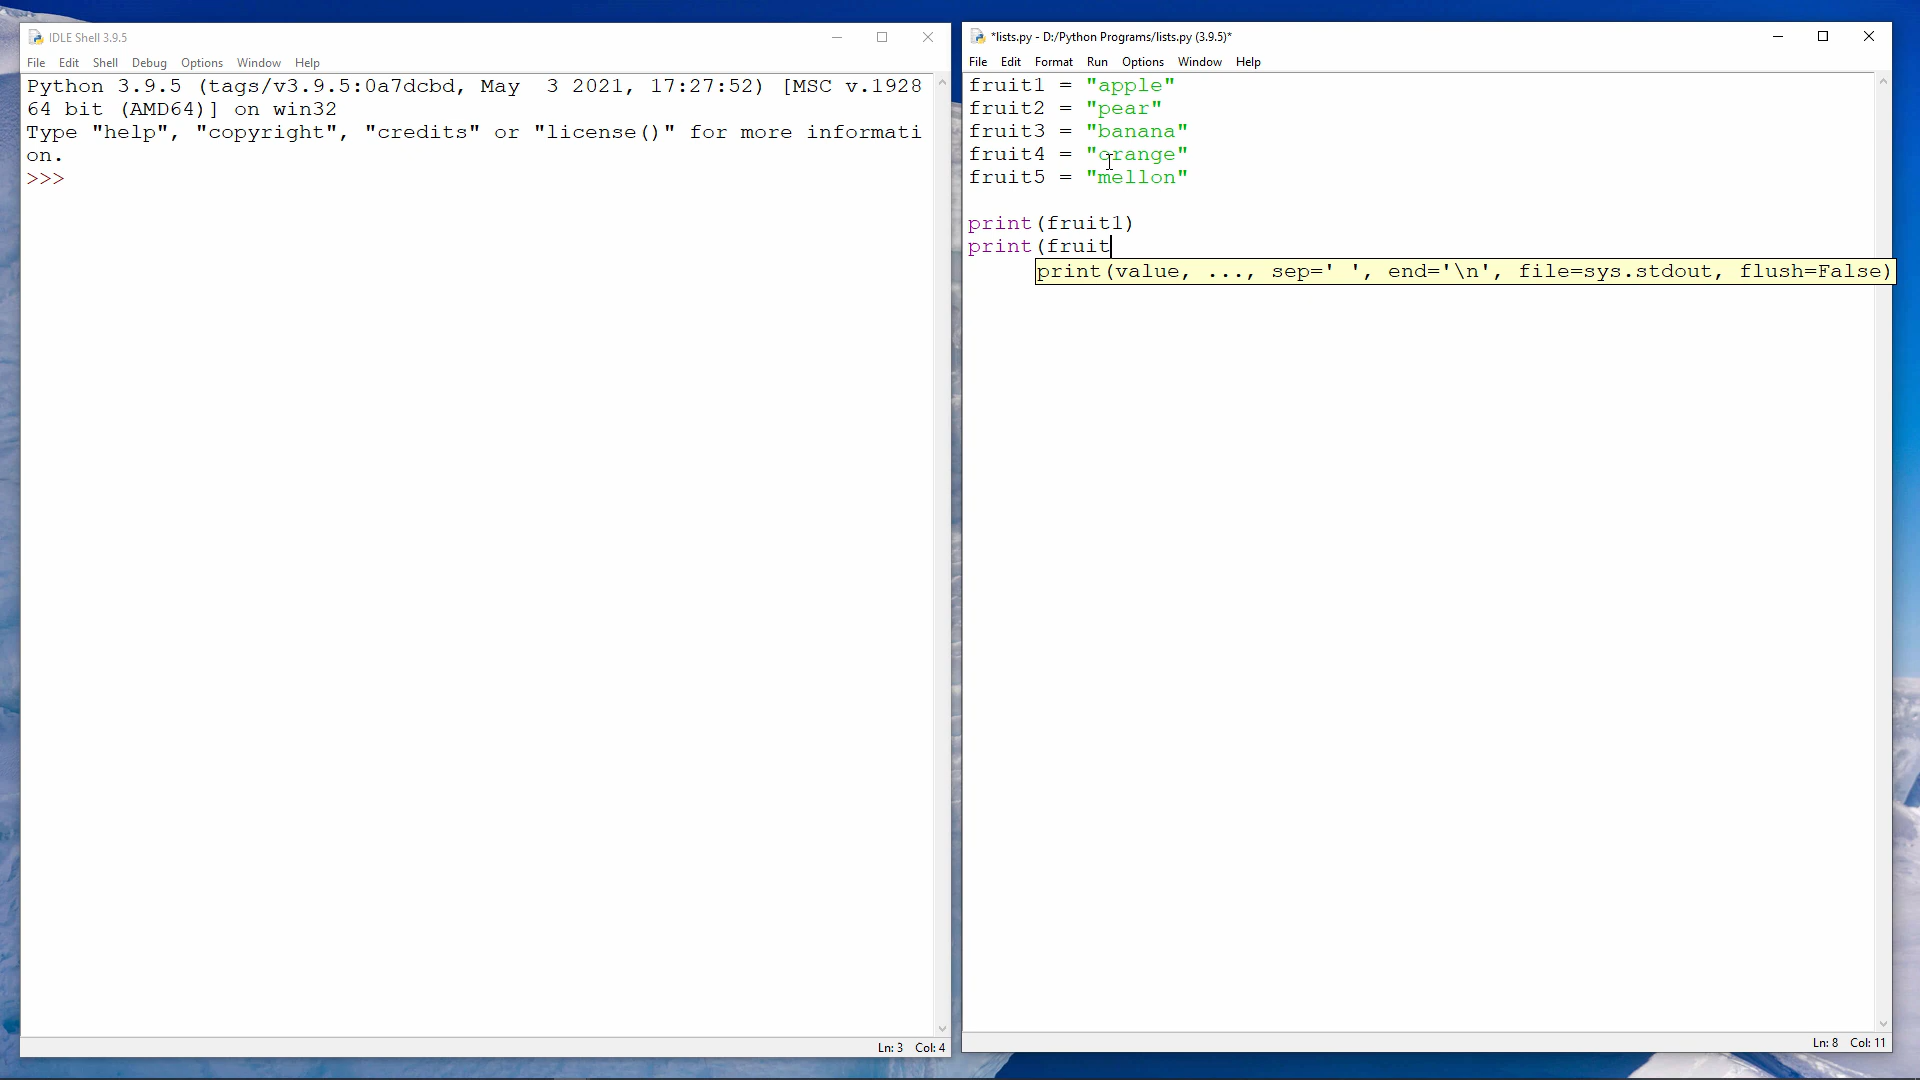 IDLE Shell 3.9.5
File Edit Shell Debug Options Window Help
Python 3.9.5 (tags/v3.9.5:0a7dcbd, May  3 2021, 17:27:52) [MSC v.1928
64 bit (AMD64)] on win32
Type "help", "copyright", "credits" or "license()" for more informati
on.
>>>
Ln: 3 Col: 4
*lists.py - D:/Python Programs/lists.py (3.9.5)*
File Edit Format Run Options Window Help
fruit1 = "apple"
fruit2 = "pear"
fruit3 = "banana"
fruit4 = "orange"
fruit5 = "mellon"
print(fruit1)
print(fruit
print(value, ..., sep=' ', end='\n', file=sys.stdout, flush=False)
Ln: 8 Col: 11